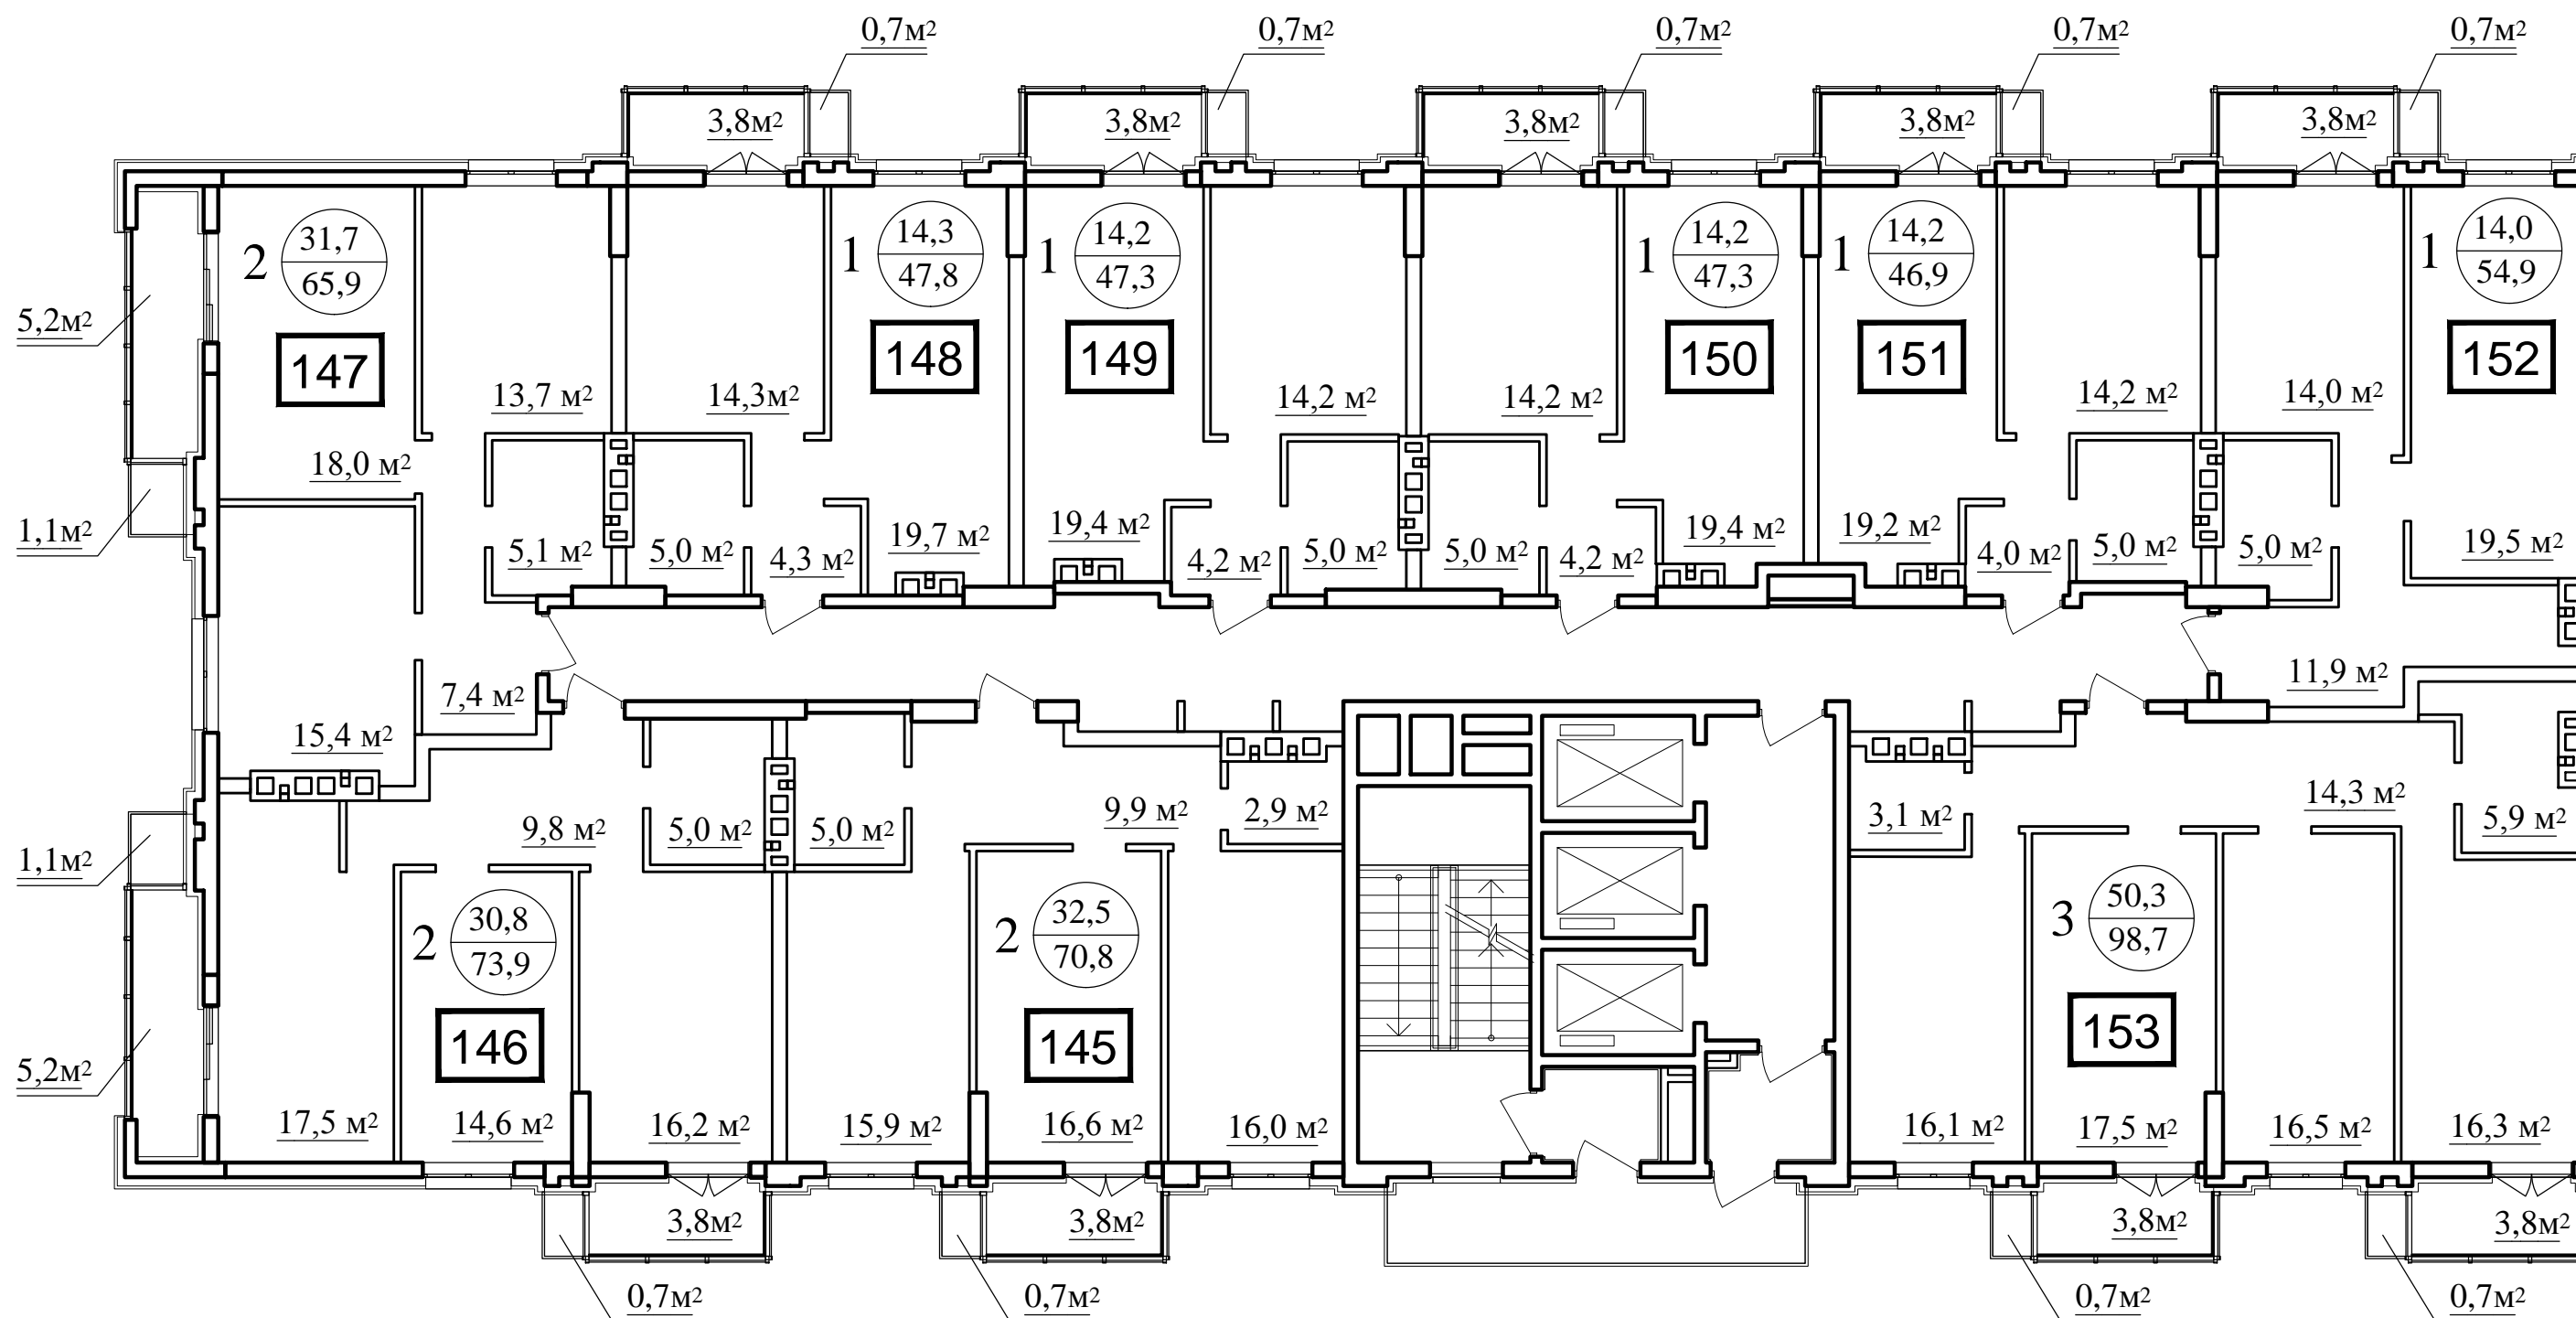 0,7м²
0,7м²
0,7м²
0,7м²
0,7м²
3,8м²
3,8м²
3,8м²
3,8м²
3,8м²
2
31,7
65,9
1
14,3
47,8
1
14,2
47,3
1
14,2
47,3
1
14,2
46,9
1
14,0
54,9
5,2м²
147
148
149
150
151
152
13,7 м²
14,3м²
14,2 м²
14,2 м²
14,2 м²
14,0 м²
18,0 м²
1,1м²
5,1 м²
5,0 м²
4,3 м²
19,7 м²
19,4 м²
4,2 м²
5,0 м²
5,0 м²
4,2 м²
19,4 м²
19,2 м²
4,0 м²
5,0 м²
5,0 м²
19,5 м²
7,4 м²
11,9 м²
15,4 м²
14,3 м²
1,1м²
9,8 м²
5,0 м²
5,0 м²
9,9 м²
2,9 м²
3,1 м²
5,9 м²
2
30,8
73,9
2
32,5
70,8
3
50,3
98,7
146
145
153
5,2м²
17,5 м²
14,6 м²
16,2 м²
15,9 м²
16,6 м²
16,0 м²
16,1 м²
17,5 м²
16,5 м²
16,3 м²
3,8м²
3,8м²
3,8м²
3,8м²
0,7м²
0,7м²
0,7м²
0,7м²